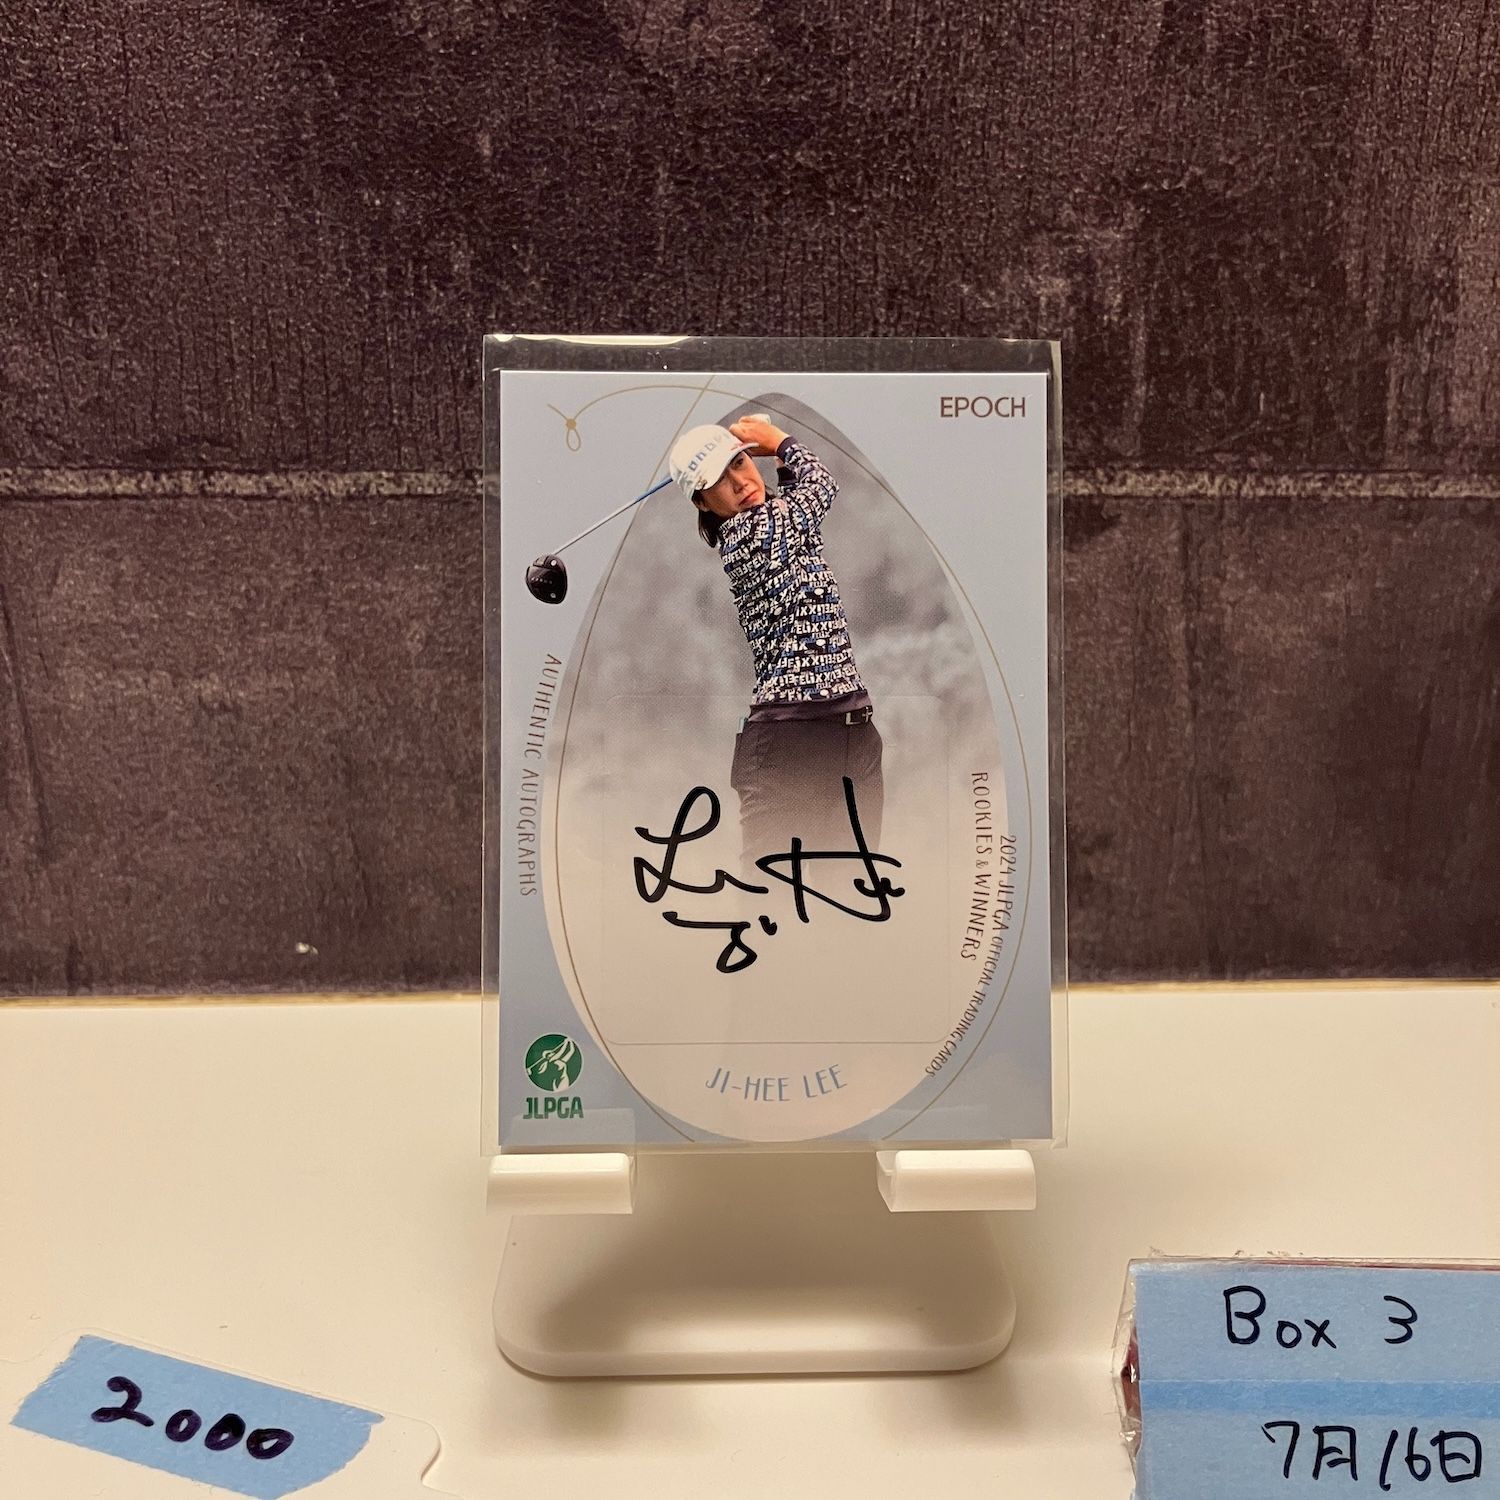 EPOCH
AUTHENTIC AUTOGRAPHS
2024 JLPGA OFFICIAL TRADING CARDS
ROOKIES & WINNERS
JI-HEE LEE
JLPGA
2000
Box 3
7月16日